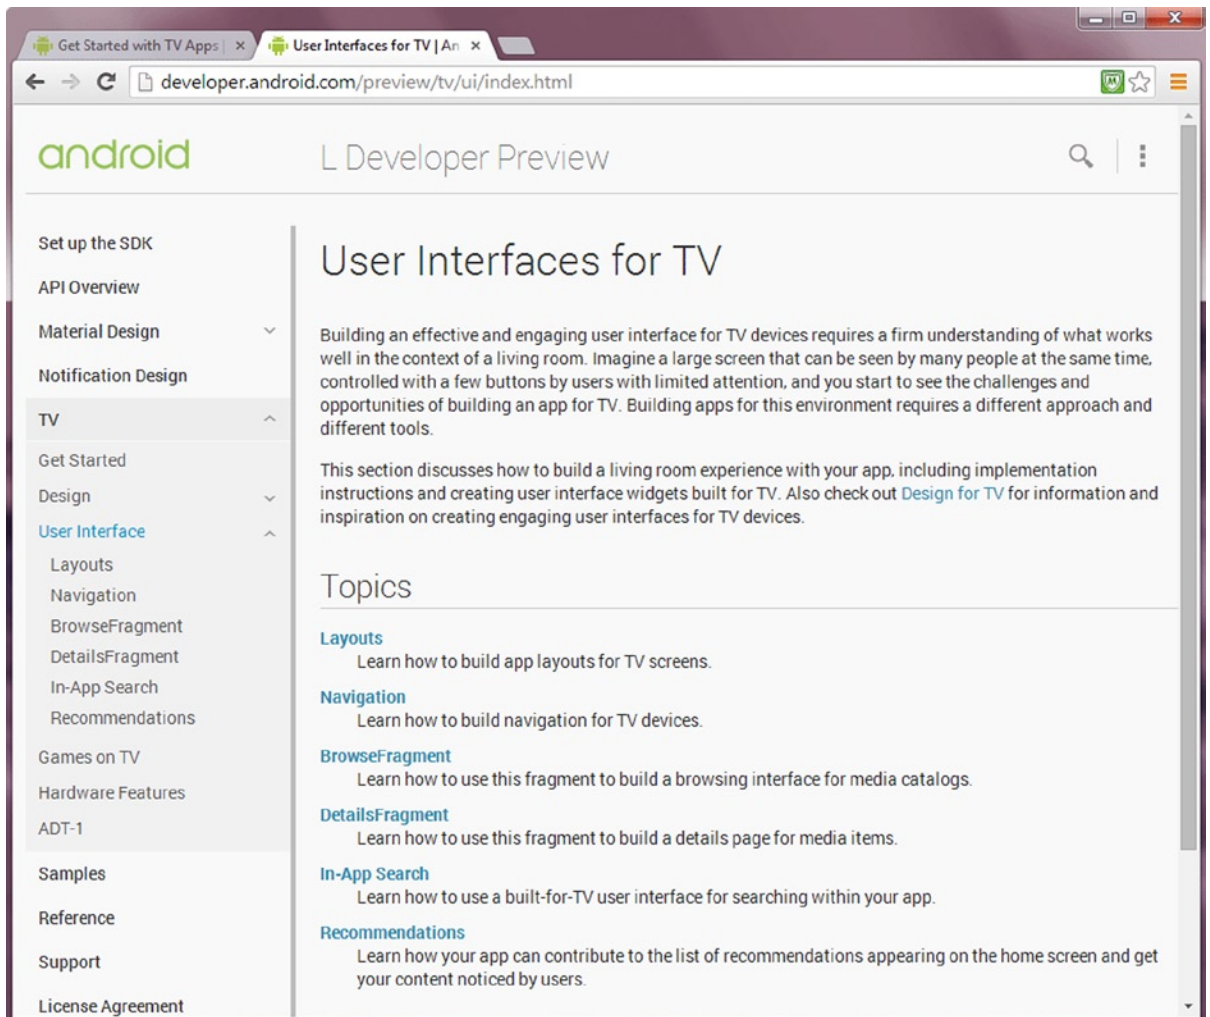 Get Started with TV Apps |
User Interfaces for TV | An
developer.android.com/preview/tv/ui/index.html
android
L Developer Preview
Set up the SDK
API Overview
Material Design
Notification Design
TV
Get Started
Design
User Interface
Layouts
Navigation
BrowseFragment
DetailsFragment
In-App Search
Recommendations
Games on TV
Hardware Features
ADT-1
Samples
Reference
Support
License Agreement
User Interfaces for TV
Building an effective and engaging user interface for TV devices requires a firm understanding of what works
well in the context of a living room. Imagine a large screen that can be seen by many people at the same time,
controlled with a few buttons by users with limited attention, and you start to see the challenges and
opportunities of building an app for TV. Building apps for this environment requires a different approach and
different tools.
This section discusses how to build a living room experience with your app, including implementation
instructions and creating user interface widgets built for TV. Also check out Design for TV for information and
inspiration on creating engaging user interfaces for TV devices.
Topics
Layouts
Learn how to build app layouts for TV screens.
Navigation
Learn how to build navigation for TV devices.
BrowseFragment
Learn how to use this fragment to build a browsing interface for media catalogs.
DetailsFragment
Learn how to use this fragment to build a details page for media items.
In-App Search
Learn how to use a built-for-TV user interface for searching within your app.
Recommendations
Learn how your app can contribute to the list of recommendations appearing on the home screen and get
your content noticed by users.